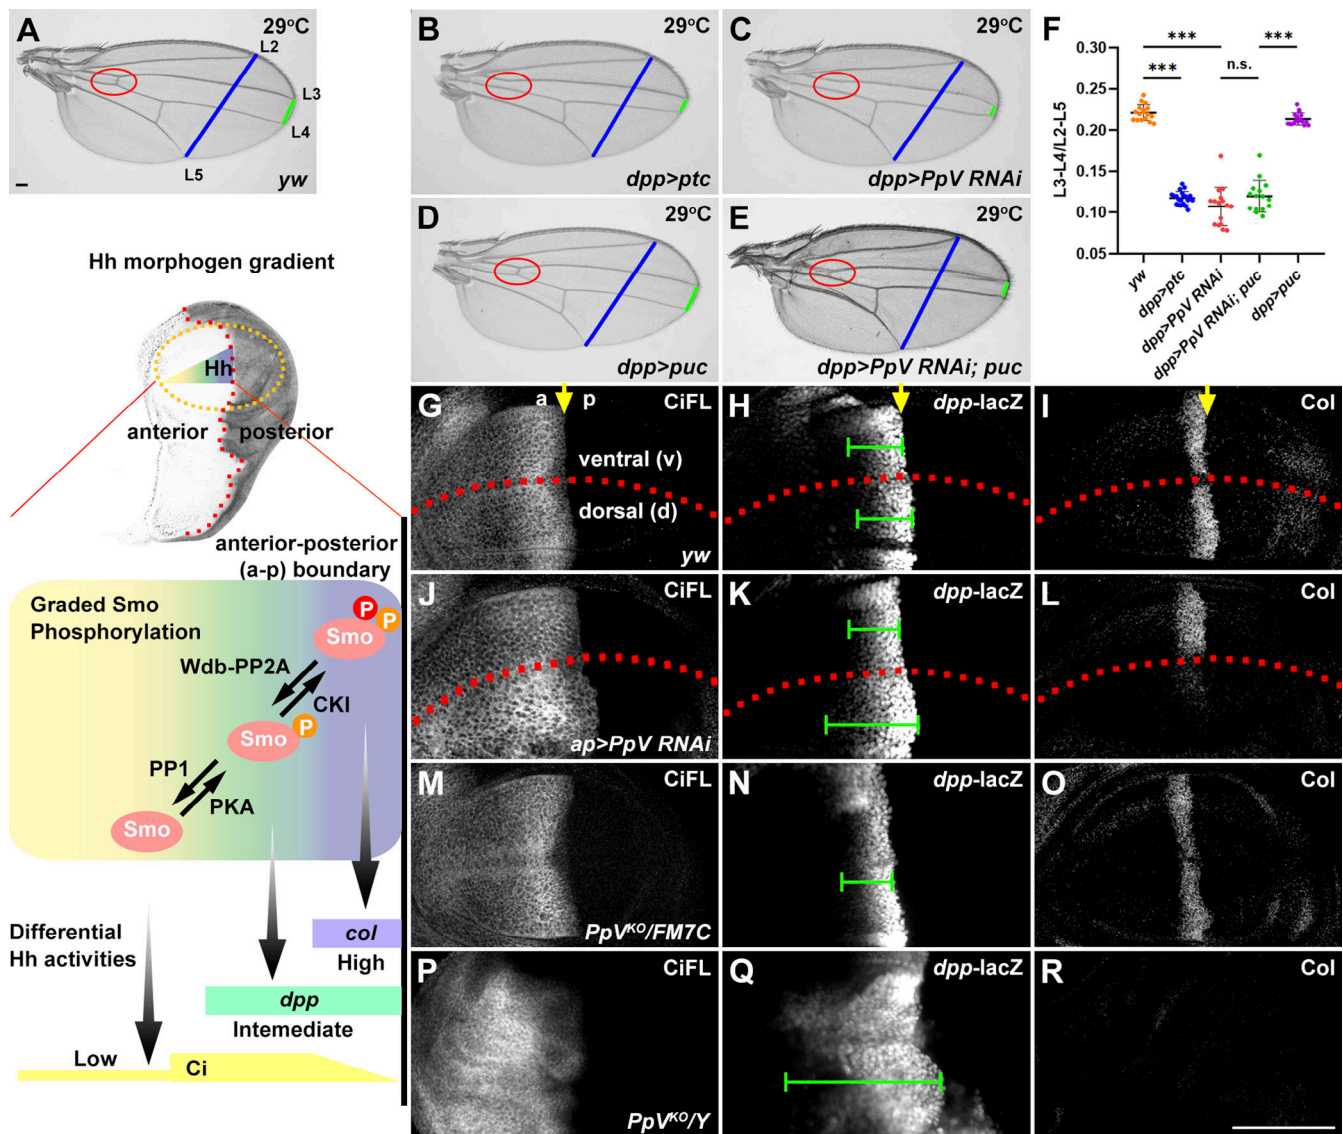 A
29°C
L2
L3
L4
L5
yw
B
29°C
dpp>ptc
C
29°C
dpp>PpV RNAi
D
29°C
dpp>puc
E
29°C
dpp>PpV RNAi; puc
F
L3-L4/L2-L5
0.30
0.25
0.20
0.15
0.10
0.05
***
***
***
n.s.
yw
dpp>ptc
dpp>PpV RNAi
dpp>PpV RNAi; puc
dpp>puc
Hh morphogen gradient
Hh
anterior
posterior
anterior-posterior
(a-p) boundary
Graded Smo
Phosphorylation
P
P
Smo
Wdb-PP2A
CKI
P
Smo
PP1
PKA
Smo
Differential
Hh activities
col
High
dpp
Intemediate
Low
Ci
G
a
p
CiFL
ventral (v)
dorsal (d)
yw
H
dpp-lacZ
I
Col
J
CiFL
ap>PpV RNAi
K
dpp-lacZ
L
Col
M
CiFL
PpVKO/FM7C
N
dpp-lacZ
O
Col
P
CiFL
PpVKO/Y
Q
dpp-lacZ
R
Col